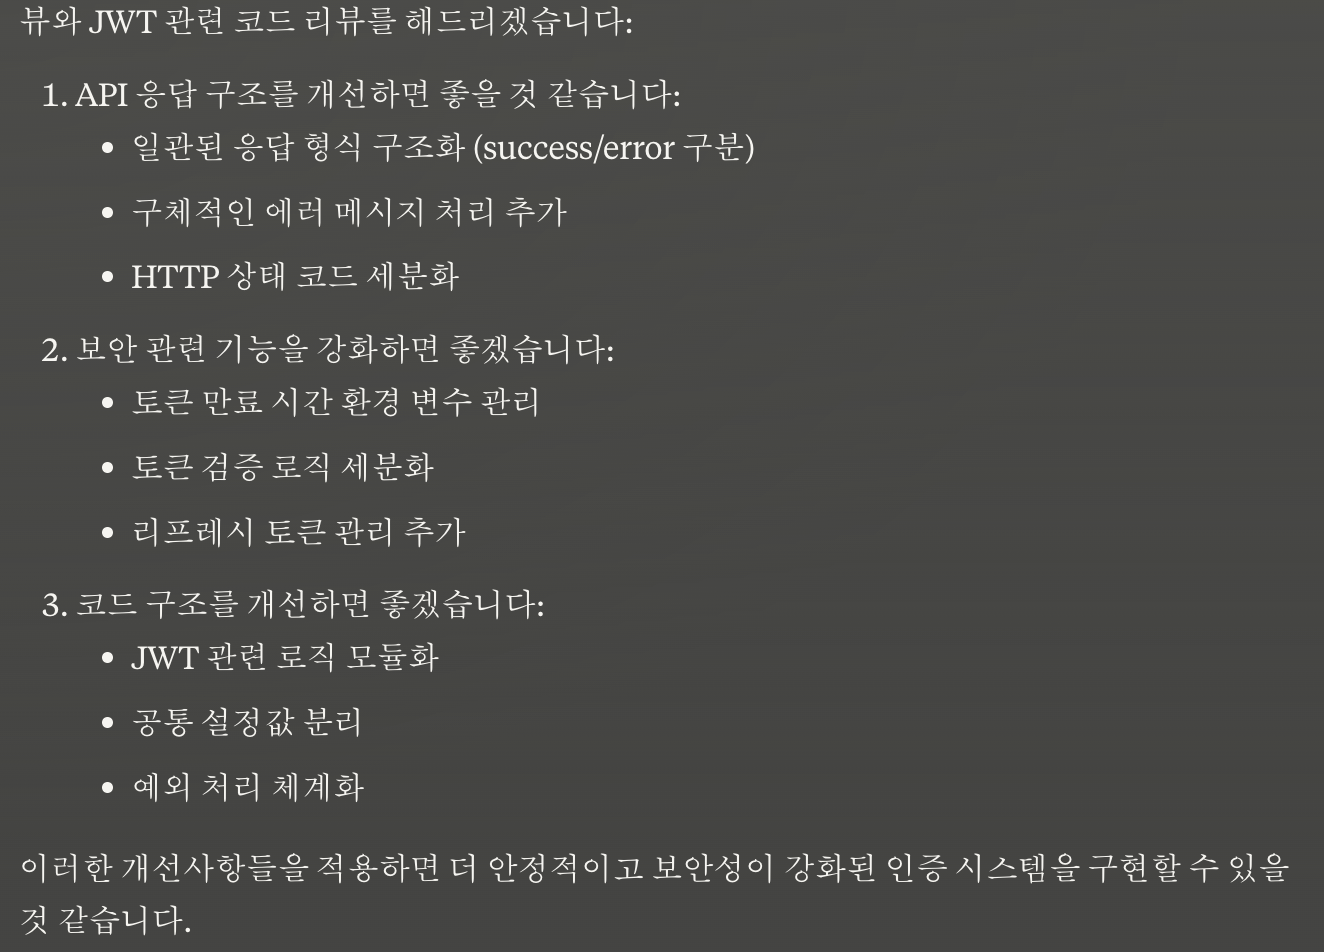 뷰와 JWT 관련 코드 리뷰를 해드리겠습니다:
1. API 응답 구조를 개선하면 좋을 것 같습니다:
• 일관된 응답 형식 구조화 (success/error 구분)
• 구체적인 에러 메시지 처리 추가
• HTTP 상태 코드 세분화
2. 보안 관련 기능을 강화하면 좋겠습니다:
• 토큰 만료 시간 환경 변수 관리
• 토큰 검증 로직 세분화
• 리프레시 토큰 관리 추가
3. 코드 구조를 개선하면 좋겠습니다:
• JWT 관련 로직 모듈화
• 공통 설정값 분리
• 예외 처리 체계화
이러한 개선사항들을 적용하면 더 안정적이고 보안성이 강화된 인증 시스템을 구현할 수 있을
것 같습니다.